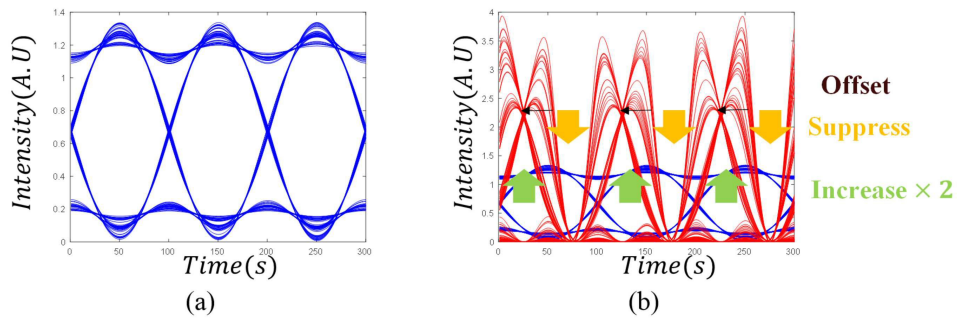 1.4
1.2
1
0.8
0.6
0.4
0.2
0
Intensity(A.U)
0 50 100 150 200 250 300
Time(s)
(a)
4
3.5
3
2.5
2
1.5
1
0.5
0
Intensity(A.U)
0 50 100 150 200 250 300
Time(s)
(b)
Offset
Suppress
Increase × 2